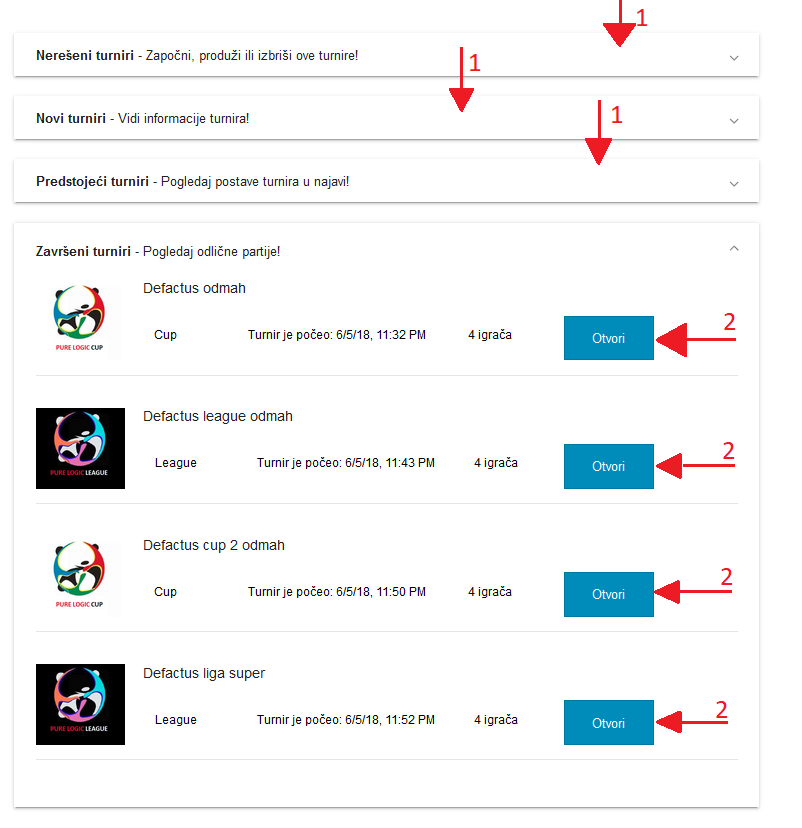 1
Nerešeni turniri - Započni, produži ili izbriši ove turnire!
1
Novi turniri - Vidi informacije turnira!
1
Predstojeći turniri - Pogledaj postave turnira u najavi!
Završeni turniri - Pogledaj odlične partije!
Defactus odmah
PURE LOGIC CUP
Cup Turnir je počeo: 6/5/18, 11:32 PM 4 igrača Otvori 2
Defactus league odmah
PURE LOGIC LEAGUE
League Turnir je počeo: 6/5/18, 11:43 PM 4 igrača Otvori 2
Defactus cup 2 odmah
PURE LOGIC CUP
Cup Turnir je počeo: 6/5/18, 11:50 PM 4 igrača Otvori 2
Defactus liga super
PURE LOGIC LEAGUE
League Turnir je počeo: 6/5/18, 11:52 PM 4 igrača Otvori 2